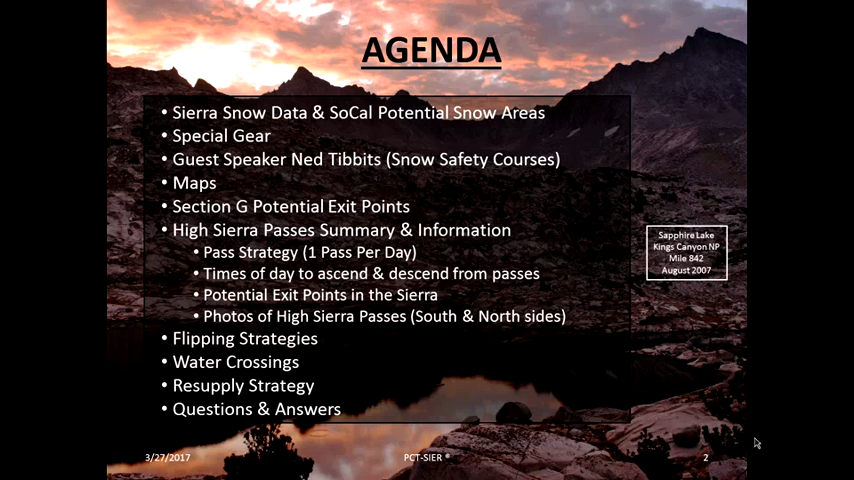 AGENDA
• Sierra Snow Data & SoCal Potential Snow Areas
• Special Gear
• Guest Speaker Ned Tibbits (Snow Safety Courses)
• Maps
• Section G Potential Exit Points
• High Sierra Passes Summary & Information
• Pass Strategy (1 Pass Per Day)
• Times of day to ascend & descend from passes
• Potential Exit Points in the Sierra
• Photos of High Sierra Passes (South & North sides)
• Flipping Strategies
• Water Crossings
• Resupply Strategy
• Questions & Answers
Sapphire Lake
Kings Canyon NP
Mile 842
August 2007
3/27/2017
PCT-SIER ®
2